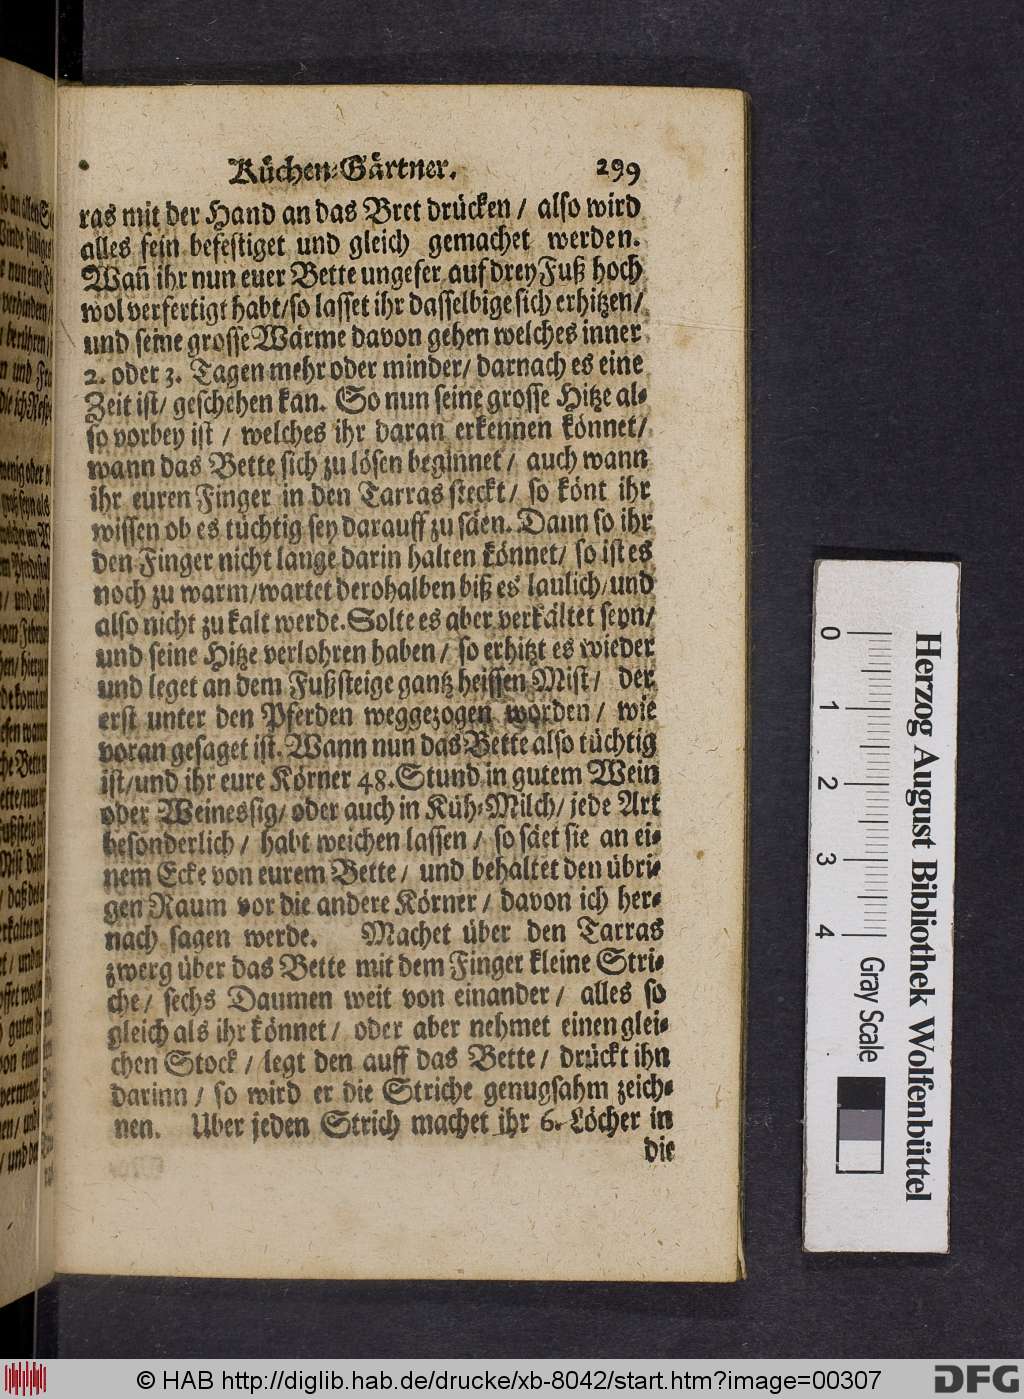 Küchen-Gärtner. 299
ras mit der Hand an das Bret drücken / also wird
alles fein befestiget und gleich gemachet werden.
Wañ ihr nun euer Bette ungefer auf drey Fuß hoch
wol verfertigt habt / so lasset ihr dasselbige sich erhitzen /
und seine grosse Wärme davon gehen welches inner
2. oder 3. Tagen mehr oder minder / darnach es eine
Zeit ist / geschehen kan. So nun seine grosse Hitze al-
so vorbey ist / welches ihr daran erkennen könnet /
wann das Bette sich zu lösen beginnet / auch wann
ihr euren Finger in den Tarras steckt / so könt ihr
wissen ob es tüchtig sey darauff zu säen. Dann so ihr
den Finger nicht lange darin halten könnet / so ist es
noch zu warm / wartet derohalben biß es laulich / und
also nicht zu kalt werde. Solte es aber verkältet seyn /
und seine Hitze verlohren haben / so erhitzt es wieder
und leget an dem Fußsteige gantz heissen Mist / der
erst unter den Pferden weggezogen worden / wie
voran gesaget ist. Wann nun das Bette also tüchtig
ist / und ihr eure Körner 48. Stund in gutem Wein
oder Weinessig / oder auch in Küh-Milch / jede Art
besonderlich / habt weichen lassen / so säet sie an ei-
nem Ecke von eurem Bette / und behaltet den übri-
gen Raum vor die andere Körner / davon ich her-
nach sagen werde. Machet über den Tarras
zwerg über das Bette mit dem Finger kleine Stri-
che / sechs Daumen weit von einander / alles so
gleich als ihr könnet / oder aber nehmet einen glei-
chen Stock / legt den auff das Bette / drückt ihn
darinn / so wird er die Striche genugsahm zeich-
nen. Uber jeden Strich machet ihr 6. Löcher in
die
0 1 2 3 4 Gray Scale
Herzog August Bibliothek Wolfenbüttel
© HAB http://diglib.hab.de/drucke/xb-8042/start.htm?image=00307
DFG